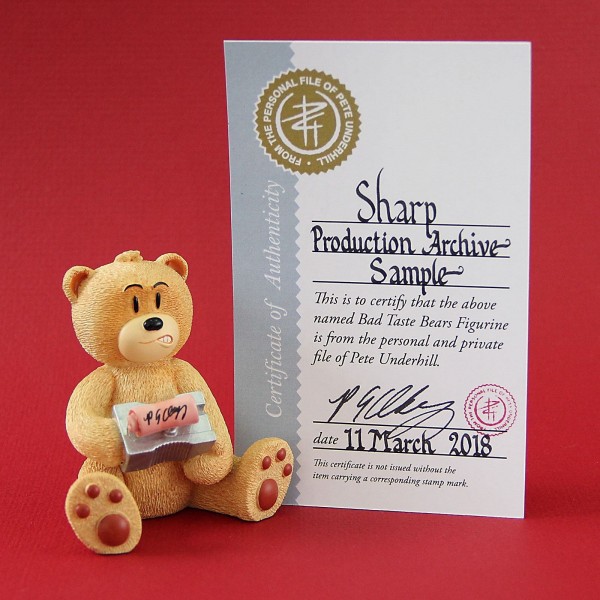 FROM THE PERSONAL FILE OF PETE UNDERHILL.
Certificate of Authenticity
Sharp
Production Archive
Sample
This is to certify that the above
named Bad Taste Bears Figurine
is from the personal and private
file of Pete Underhill.
date 11 March 2018
This certificate is not issued without the
item carrying a corresponding stamp mark.